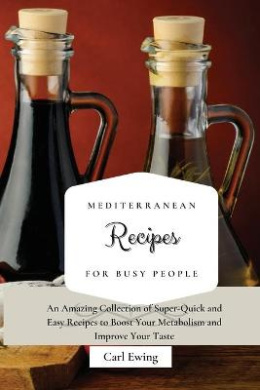 MEDITERRANEAN
Recipes
FOR BUSY PEOPLE
An Amazing Collection of Super-Quick and
Easy Recipes to Boost Your Metabolism and
Improve Your Taste
Carl Ewing